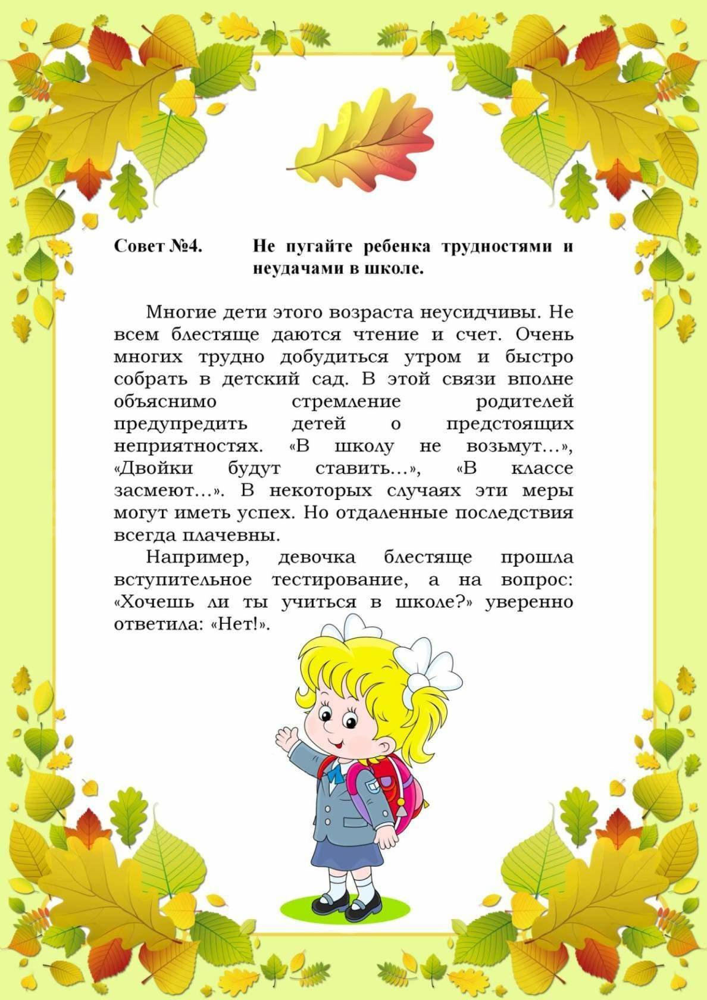 Совет №4. Не пугайте ребенка трудностями и
неудачами в школе.
Многие дети этого возраста неусидчивы. Не
всем блестяще даются чтение и счет. Очень
многих трудно добудиться утром и быстро
собрать в детский сад. В этой связи вполне
объяснимо стремление родителей
предупредить детей о предстоящих
неприятностях. «В школу не возьмут...»,
«Двойки будут ставить...», «В классе
засмеют...». В некоторых случаях эти меры
могут иметь успех. Но отдаленные последствия
всегда плачевны.
Например, девочка блестяще прошла
вступительное тестирование, а на вопрос:
«Хочешь ли ты учиться в школе?» уверенно
ответила: «Нет!».